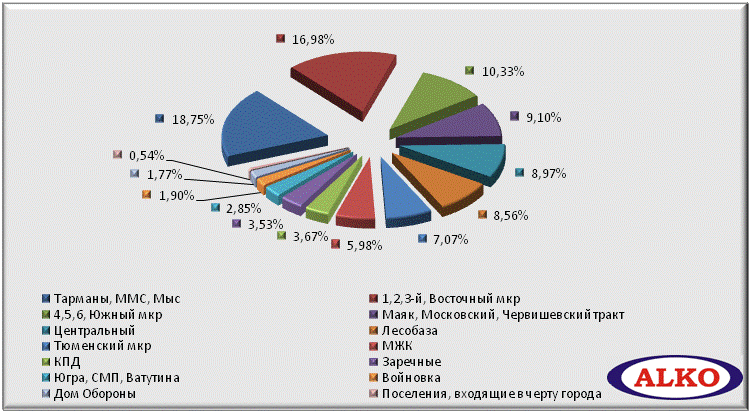 16,98%
10,33%
18,75%
9,10%
0,54%
8,97%
1,77%
1,90%
8,56%
2,85%
3,53%
3,67%
5,98%
7,07%
Тарманы, ММС, Мыс
1,2,3-й, Восточный мкр
4,5,6, Южный мкр
Маяк, Московский, Червишевский тракт
Центральный
Лесобаза
Тюменский мкр
МЖК
КПД
Заречные
Югра, СМП, Ватутина
Войновка
Дом Обороны
Поселения, входящие в черту города
ALKO